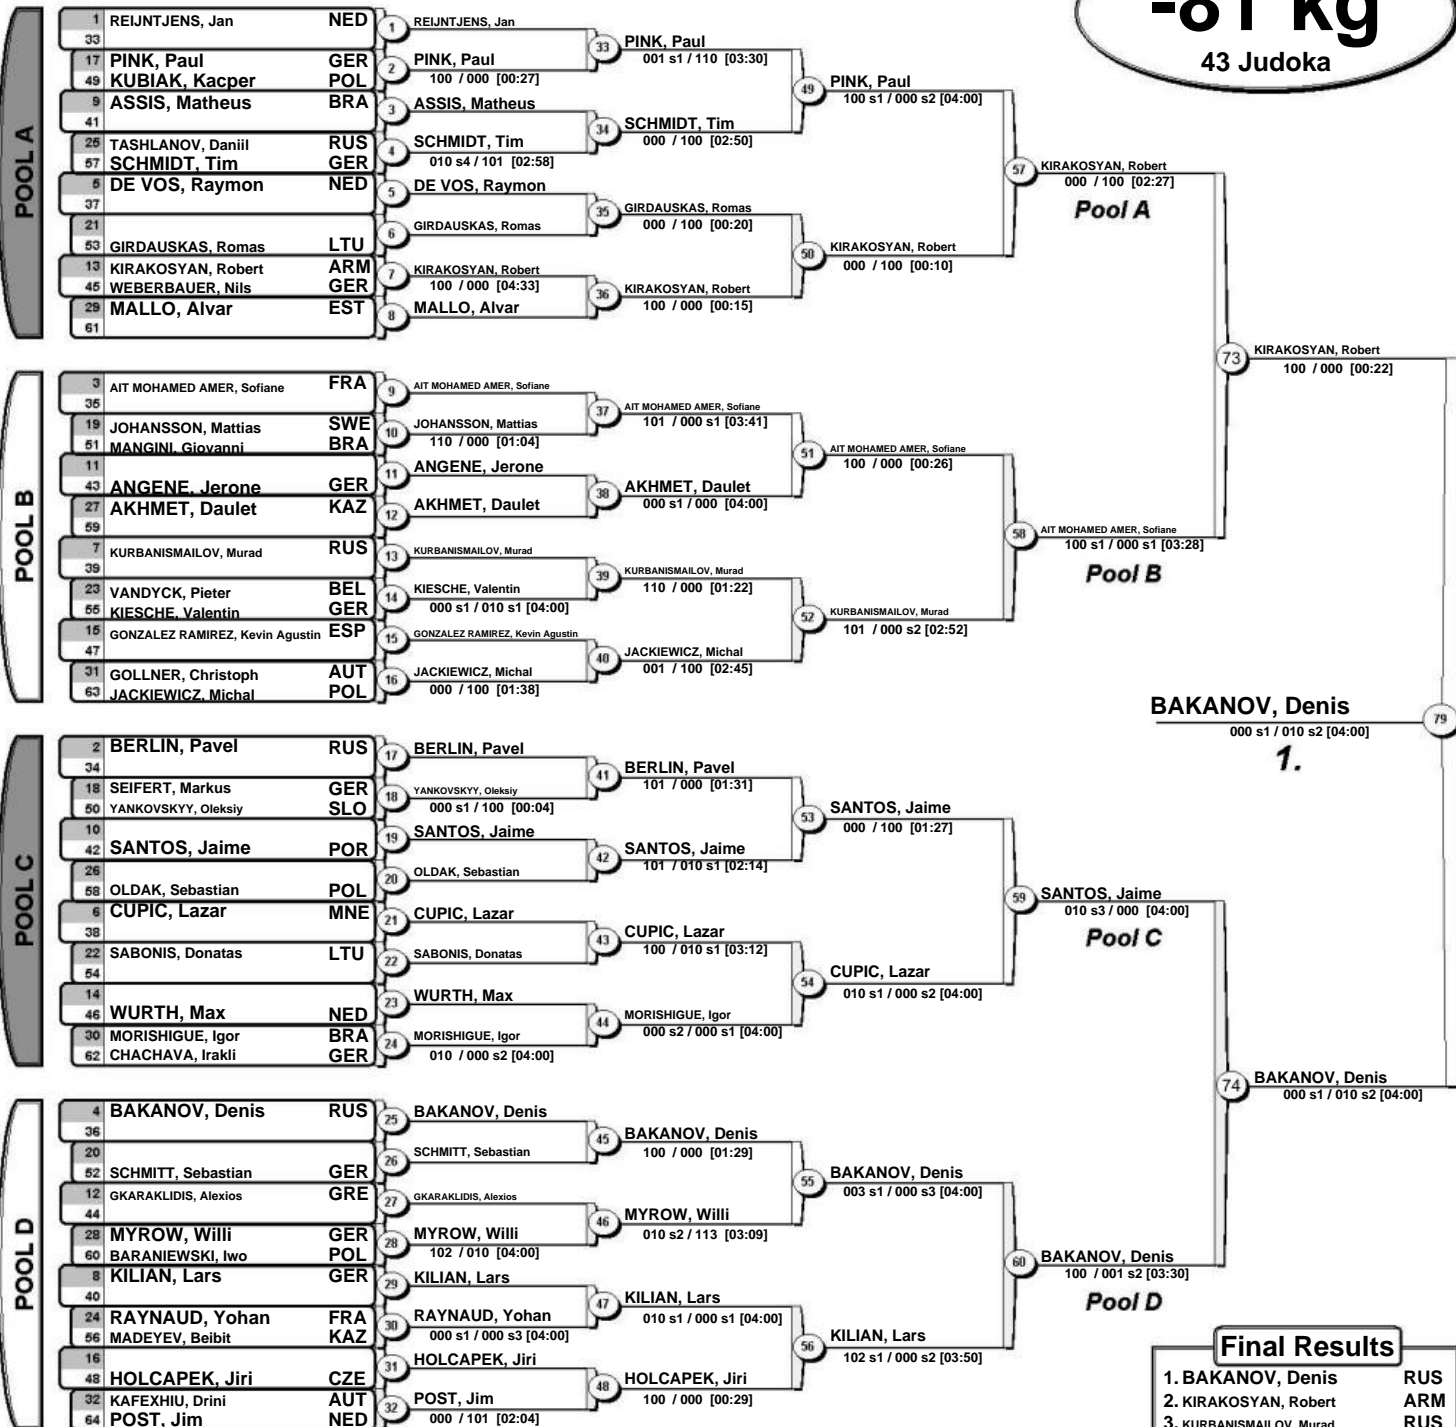 -81 kg
43 Judoka
POOL A
1 REIJNTJENS, Jan NED
33
17 PINK, Paul GER
49 KUBIAK, Kacper POL
9 ASSIS, Matheus BRA
41
25 TASHLANOV, Daniil RUS
57 SCHMIDT, Tim GER
5 DE VOS, Raymon NED
37
21
53 GIRDAUSKAS, Romas LTU
13 KIRAKOSYAN, Robert ARM
45 WEBERBAUER, Nils GER
29 MALLO, Alvar EST
61
1 REIJNTJENS, Jan
2 PINK, Paul
100 / 000 [00:27]
3 ASSIS, Matheus
4 SCHMIDT, Tim
010 s4 / 101 [02:58]
5 DE VOS, Raymon
6 GIRDAUSKAS, Romas
7 KIRAKOSYAN, Robert
100 / 000 [04:33]
8 MALLO, Alvar
33 PINK, Paul
001 s1 / 110 [03:30]
34 SCHMIDT, Tim
000 / 100 [02:50]
35 GIRDAUSKAS, Romas
000 / 100 [00:20]
36 KIRAKOSYAN, Robert
100 / 000 [00:15]
49 PINK, Paul
100 s1 / 000 s2 [04:00]
50 KIRAKOSYAN, Robert
000 / 100 [00:10]
57 KIRAKOSYAN, Robert
000 / 100 [02:27]
Pool A
POOL B
3 AIT MOHAMED AMER, Sofiane FRA
35
19 JOHANSSON, Mattias SWE
51 MANGINI, Giovanni BRA
11
43 ANGENE, Jerone GER
27 AKHMET, Daulet KAZ
59
7 KURBANISMAILOV, Murad RUS
39
23 VANDYCK, Pieter BEL
55 KIESCHE, Valentin GER
15 GONZALEZ RAMIREZ, Kevin Agustin ESP
47
31 GOLLNER, Christoph AUT
63 JACKIEWICZ, Michal POL
9 AIT MOHAMED AMER, Sofiane
10 JOHANSSON, Mattias
110 / 000 [01:04]
11 ANGENE, Jerone
12 AKHMET, Daulet
13 KURBANISMAILOV, Murad
14 KIESCHE, Valentin
000 s1 / 010 s1 [04:00]
15 GONZALEZ RAMIREZ, Kevin Agustin
16 JACKIEWICZ, Michal
000 / 100 [01:38]
37 AIT MOHAMED AMER, Sofiane
101 / 000 s1 [03:41]
38 AKHMET, Daulet
000 s1 / 000 [04:00]
39 KURBANISMAILOV, Murad
110 / 000 [01:22]
40 JACKIEWICZ, Michal
001 / 100 [02:45]
51 AIT MOHAMED AMER, Sofiane
100 / 000 [00:26]
52 KURBANISMAILOV, Murad
101 / 000 s2 [02:52]
58 AIT MOHAMED AMER, Sofiane
100 s1 / 000 s1 [03:28]
Pool B
73 KIRAKOSYAN, Robert
100 / 000 [00:22]
BAKANOV, Denis 79
000 s1 / 010 s2 [04:00]
1.
POOL C
2 BERLIN, Pavel RUS
34
18 SEIFERT, Markus GER
50 YANKOVSKYY, Oleksiy SLO
10
42 SANTOS, Jaime POR
26
58 OLDAK, Sebastian POL
6 CUPIC, Lazar MNE
38
22 SABONIS, Donatas LTU
54
14
46 WURTH, Max NED
30 MORISHIGUE, Igor BRA
62 CHACHAVA, Irakli GER
17 BERLIN, Pavel
18 YANKOVSKYY, Oleksiy
000 s1 / 100 [00:04]
19 SANTOS, Jaime
20 OLDAK, Sebastian
21 CUPIC, Lazar
22 SABONIS, Donatas
23 WURTH, Max
24 MORISHIGUE, Igor
010 / 000 s2 [04:00]
41 BERLIN, Pavel
101 / 000 [01:31]
42 SANTOS, Jaime
101 / 010 s1 [02:14]
43 CUPIC, Lazar
100 / 010 s1 [03:12]
44 MORISHIGUE, Igor
000 s2 / 000 s1 [04:00]
53 SANTOS, Jaime
000 / 100 [01:27]
54 CUPIC, Lazar
010 s1 / 000 s2 [04:00]
59 SANTOS, Jaime
010 s3 / 000 [04:00]
Pool C
POOL D
4 BAKANOV, Denis RUS
36
20
52 SCHMITT, Sebastian GER
12 GKARAKLIDIS, Alexios GRE
44
28 MYROW, Willi GER
60 BARANIEWSKI, Iwo POL
8 KILIAN, Lars GER
40
24 RAYNAUD, Yohan FRA
56 MADEYEV, Beibit KAZ
16
48 HOLCAPEK, Jiri CZE
32 KAFEXHIU, Drini AUT
64 POST, Jim NED
25 BAKANOV, Denis
26 SCHMITT, Sebastian
27 GKARAKLIDIS, Alexios
28 MYROW, Willi
102 / 010 [04:00]
29 KILIAN, Lars
30 RAYNAUD, Yohan
000 s1 / 000 s3 [04:00]
31 HOLCAPEK, Jiri
32 POST, Jim
000 / 101 [02:04]
45 BAKANOV, Denis
100 / 000 [01:29]
46 MYROW, Willi
010 s2 / 113 [03:09]
47 KILIAN, Lars
010 s1 / 000 s1 [04:00]
48 HOLCAPEK, Jiri
100 / 000 [00:29]
55 BAKANOV, Denis
003 s1 / 000 s3 [04:00]
56 KILIAN, Lars
102 s1 / 000 s2 [03:50]
60 BAKANOV, Denis
100 / 001 s2 [03:30]
Pool D
74 BAKANOV, Denis
000 s1 / 010 s2 [04:00]
Final Results
1. BAKANOV, Denis RUS
2. KIRAKOSYAN, Robert ARM
3. KURBANISMAILOV, Murad RUS